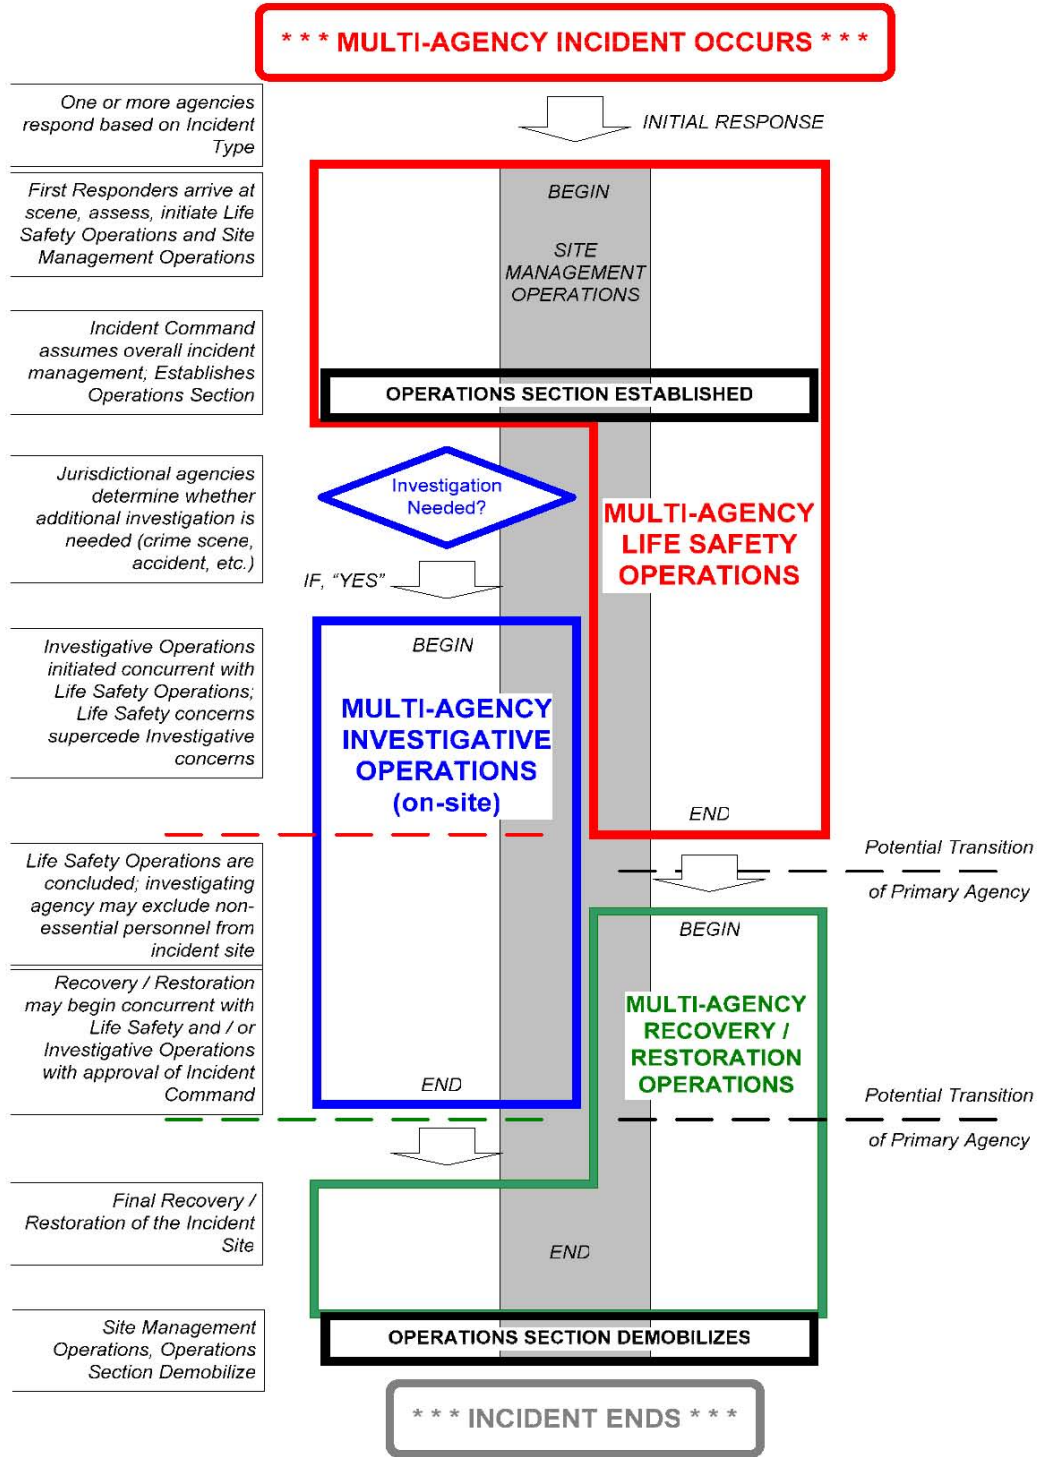 * * * MULTI-AGENCY INCIDENT OCCURS * * *
One or more agencies
respond based on Incident
Type
INITIAL RESPONSE
First Responders arrive at
scene, assess, initiate Life
Safety Operations and Site
Management Operations
BEGIN
SITE
MANAGEMENT
OPERATIONS
Incident Command
assumes overall incident
management; Establishes
Operations Section
OPERATIONS SECTION ESTABLISHED
Jurisdictional agencies
determine whether
additional investigation is
needed (crime scene,
accident, etc.)
Investigation
Needed?
MULTI-AGENCY
LIFE SAFETY
OPERATIONS
IF, “YES”
Investigative Operations
initiated concurrent with
Life Safety Operations;
Life Safety concerns
supercede Investigative
concerns
BEGIN
MULTI-AGENCY
INVESTIGATIVE
OPERATIONS
(on-site)
END
Potential Transition
of Primary Agency
Life Safety Operations are
concluded; investigating
agency may exclude non-
essential personnel from
incident site
BEGIN
Recovery / Restoration
may begin concurrent with
Life Safety and / or
Investigative Operations
with approval of Incident
Command
MULTI-AGENCY
RECOVERY /
RESTORATION
OPERATIONS
END
Potential Transition
of Primary Agency
Final Recovery /
Restoration of the Incident
Site
END
Site Management
Operations, Operations
Section Demobilize
OPERATIONS SECTION DEMOBILIZES
* * * INCIDENT ENDS * * *